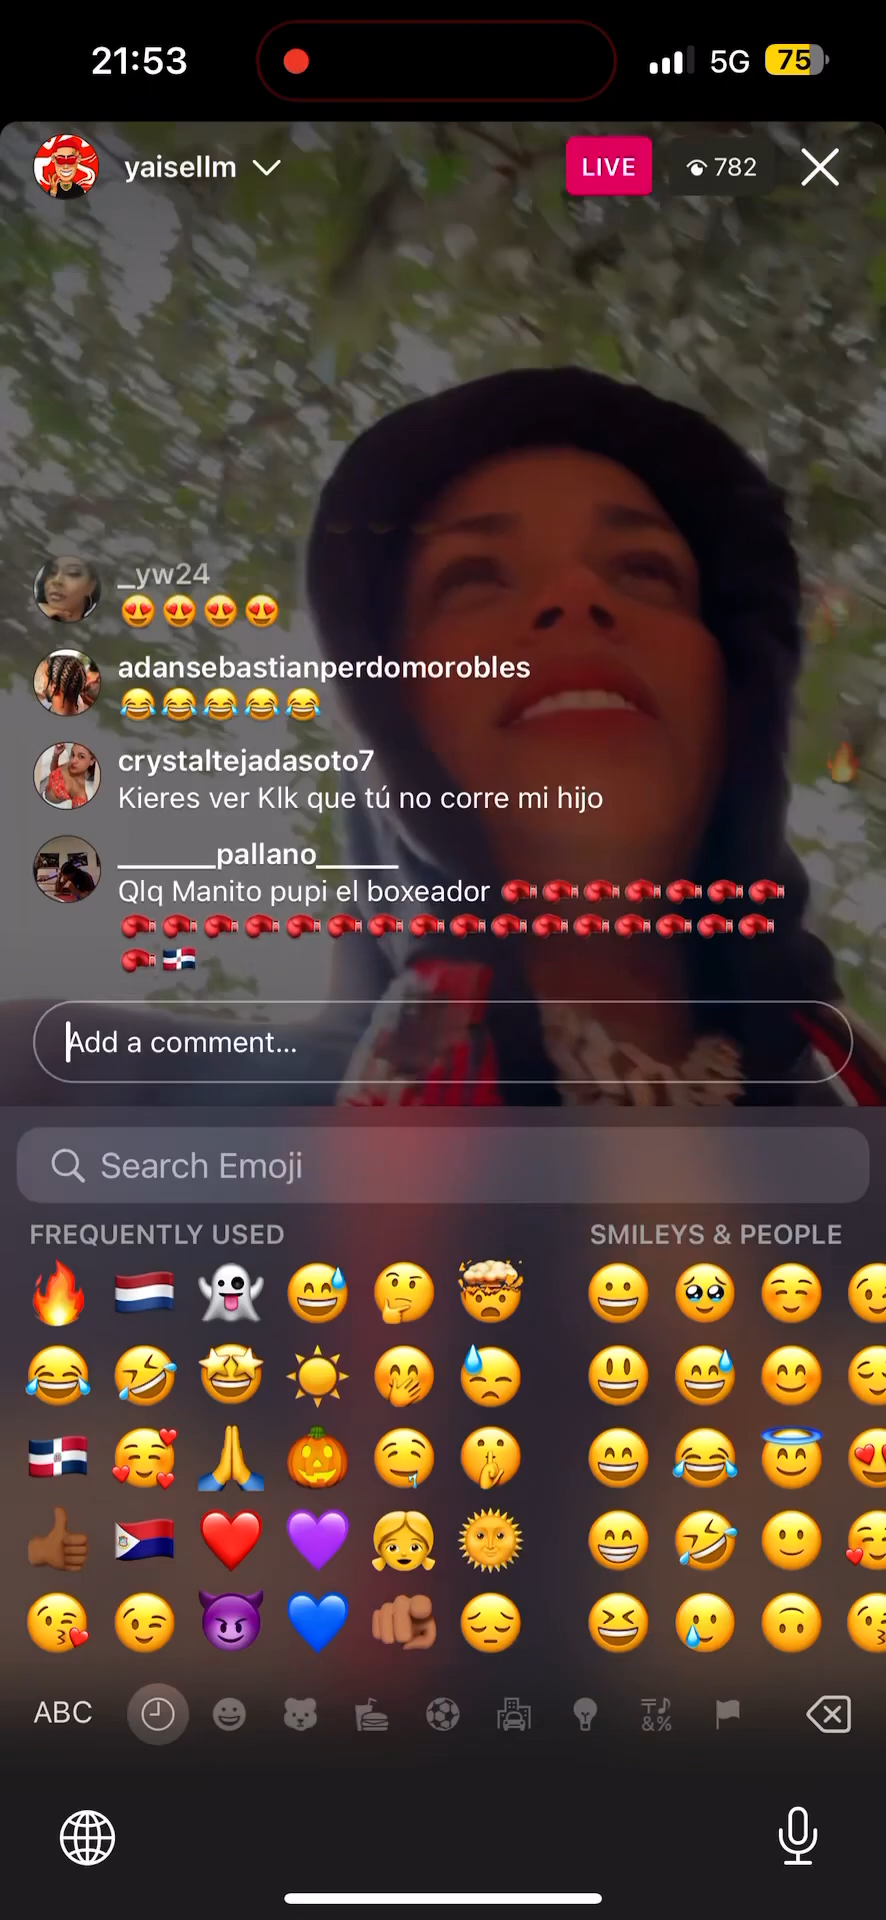 21:53
5G
75
yaisellm
LIVE
782
_yw24
😍😍😍😍
adansebastianperdomorobles
😂😂😂😂😂
crystaltejadasoto7
Kieres ver Klk que tú no corre mi hijo
______pallano_____
Qlq Manito pupi el boxeador 🥊🥊🥊🥊🥊🥊🥊
🥊🥊🥊🥊🥊🥊🥊🥊🥊🥊🥊🥊🥊🥊🥊🥊
🥊🇩🇴
Add a comment...
Search Emoji
FREQUENTLY USED
SMILEYS & PEOPLE
ABC
&%